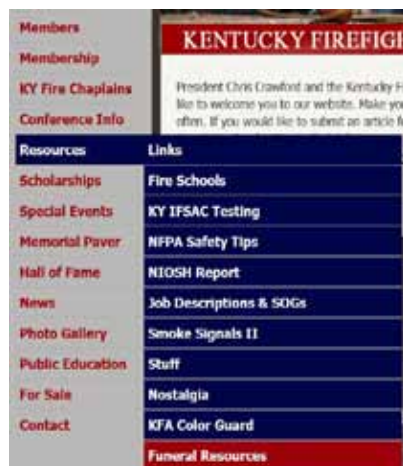 Members
Membership
KY Fire Chaplains
Conference Info
Resources
Scholarships
Special Events
Memorial Paver
Hall of Fame
News
Photo Gallery
Public Education
For Sale
Contact
KENTUCKY FIREFIG
President Chris Crawford and the Kentucky F
like to welcome you to our website. Make yo
often. If you would like to submit an article f
Links
Fire Schools
KY IFSAC Testing
NFPA Safety Tips
NIOSH Report
Job Descriptions & SOGs
Smoke Signals II
Stuff
Nostalgia
KFA Color Guard
Funeral Resources